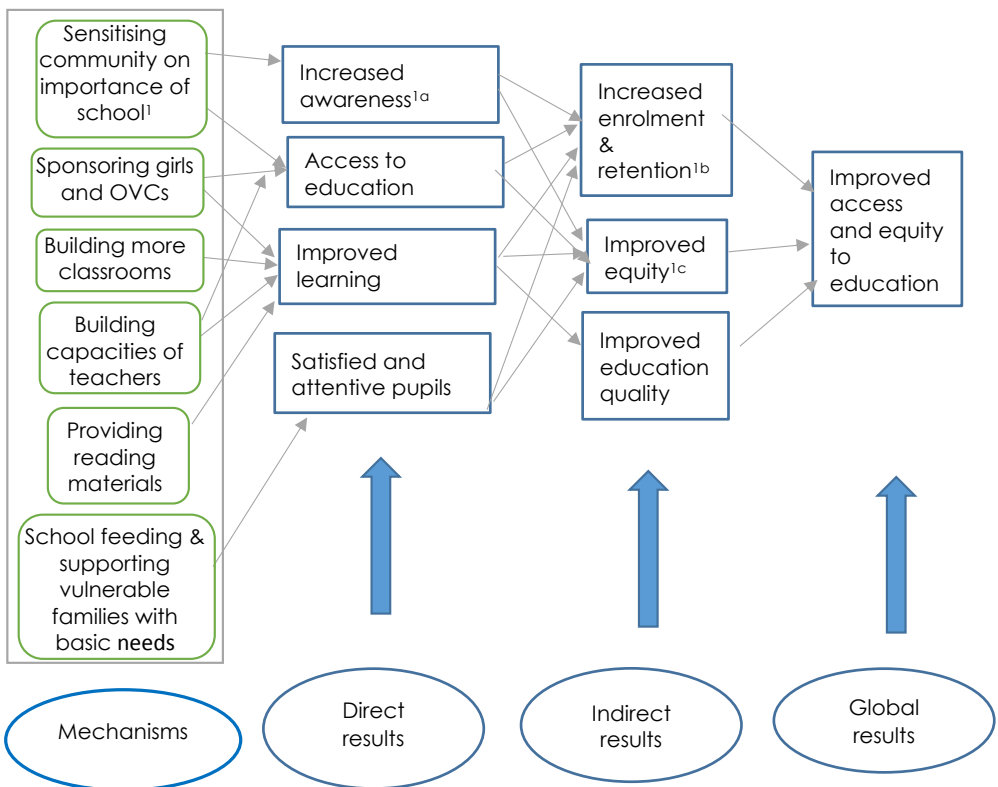 Sensitising
community on
importance of
school¹
Sponsoring girls
and OVCs
Building more
classrooms
Building
capacities of
teachers
Providing
reading
materials
School feeding &
supporting
vulnerable
families with
basic needs
Increased
awareness¹ᵃ
Access to
education
Improved
learning
Satisfied and
attentive pupils
Increased
enrolment
&
retention¹ᵇ
Improved
equity¹ᶜ
Improved
education
quality
Improved
access
and equity
to
education
Mechanisms
Direct
results
Indirect
results
Global
results